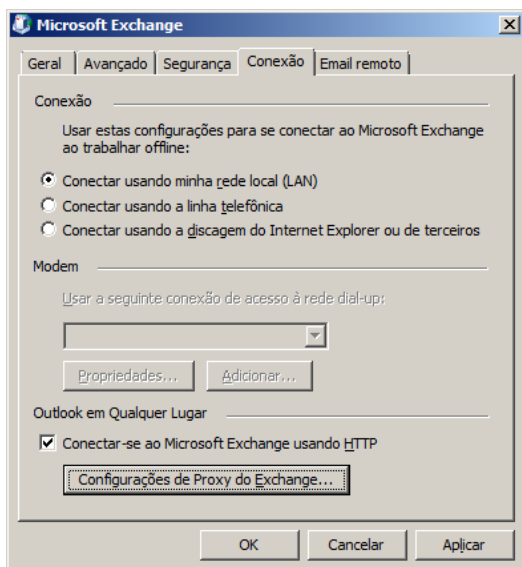 Microsoft Exchange
Geral Avançado Segurança Conexão Email remoto
Conexão
Usar estas configurações para se conectar ao Microsoft Exchange
ao trabalhar offline:
Conectar usando minha rede local (LAN)
Conectar usando a linha telefônica
Conectar usando a discagem do Internet Explorer ou de terceiros
Modem
Usar a seguinte conexão de acesso à rede dial-up:
Propriedades... Adicionar...
Outlook em Qualquer Lugar
Conectar-se ao Microsoft Exchange usando HTTP
Configurações de Proxy do Exchange...
OK Cancelar Aplicar